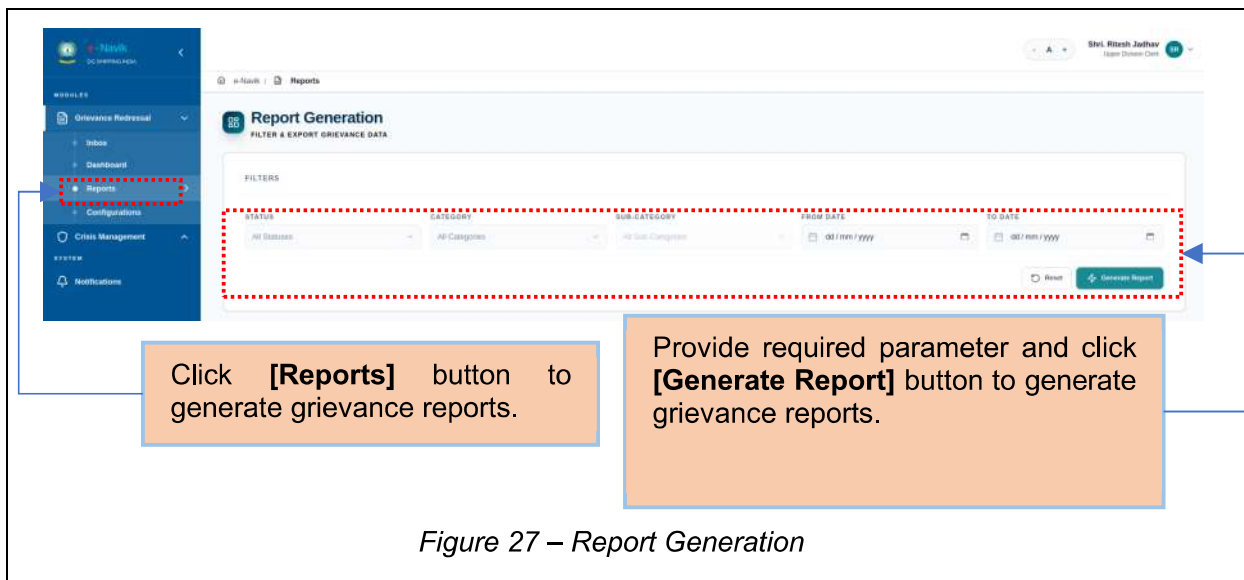 e-Navik
DG SHIPPING INDIA
- A +
Shri. Ritesh Jadhav
Upper Division Clerk
SR
e-Navik / Reports
MODULES
Grievance Redressal
Inbox
Dashboard
Reports
Configurations
Crisis Management
SYSTEM
Notifications
Report Generation
FILTER & EXPORT GRIEVANCE DATA
FILTERS
STATUS CATEGORY SUB-CATEGORY FROM DATE TO DATE
All Statuses All Categories All Sub-Categories dd / mm / yyyy dd / mm / yyyy
Reset Generate Report
Click [Reports] button to
generate grievance reports.
Provide required parameter and click
[Generate Report] button to generate
grievance reports.
Figure 27 – Report Generation